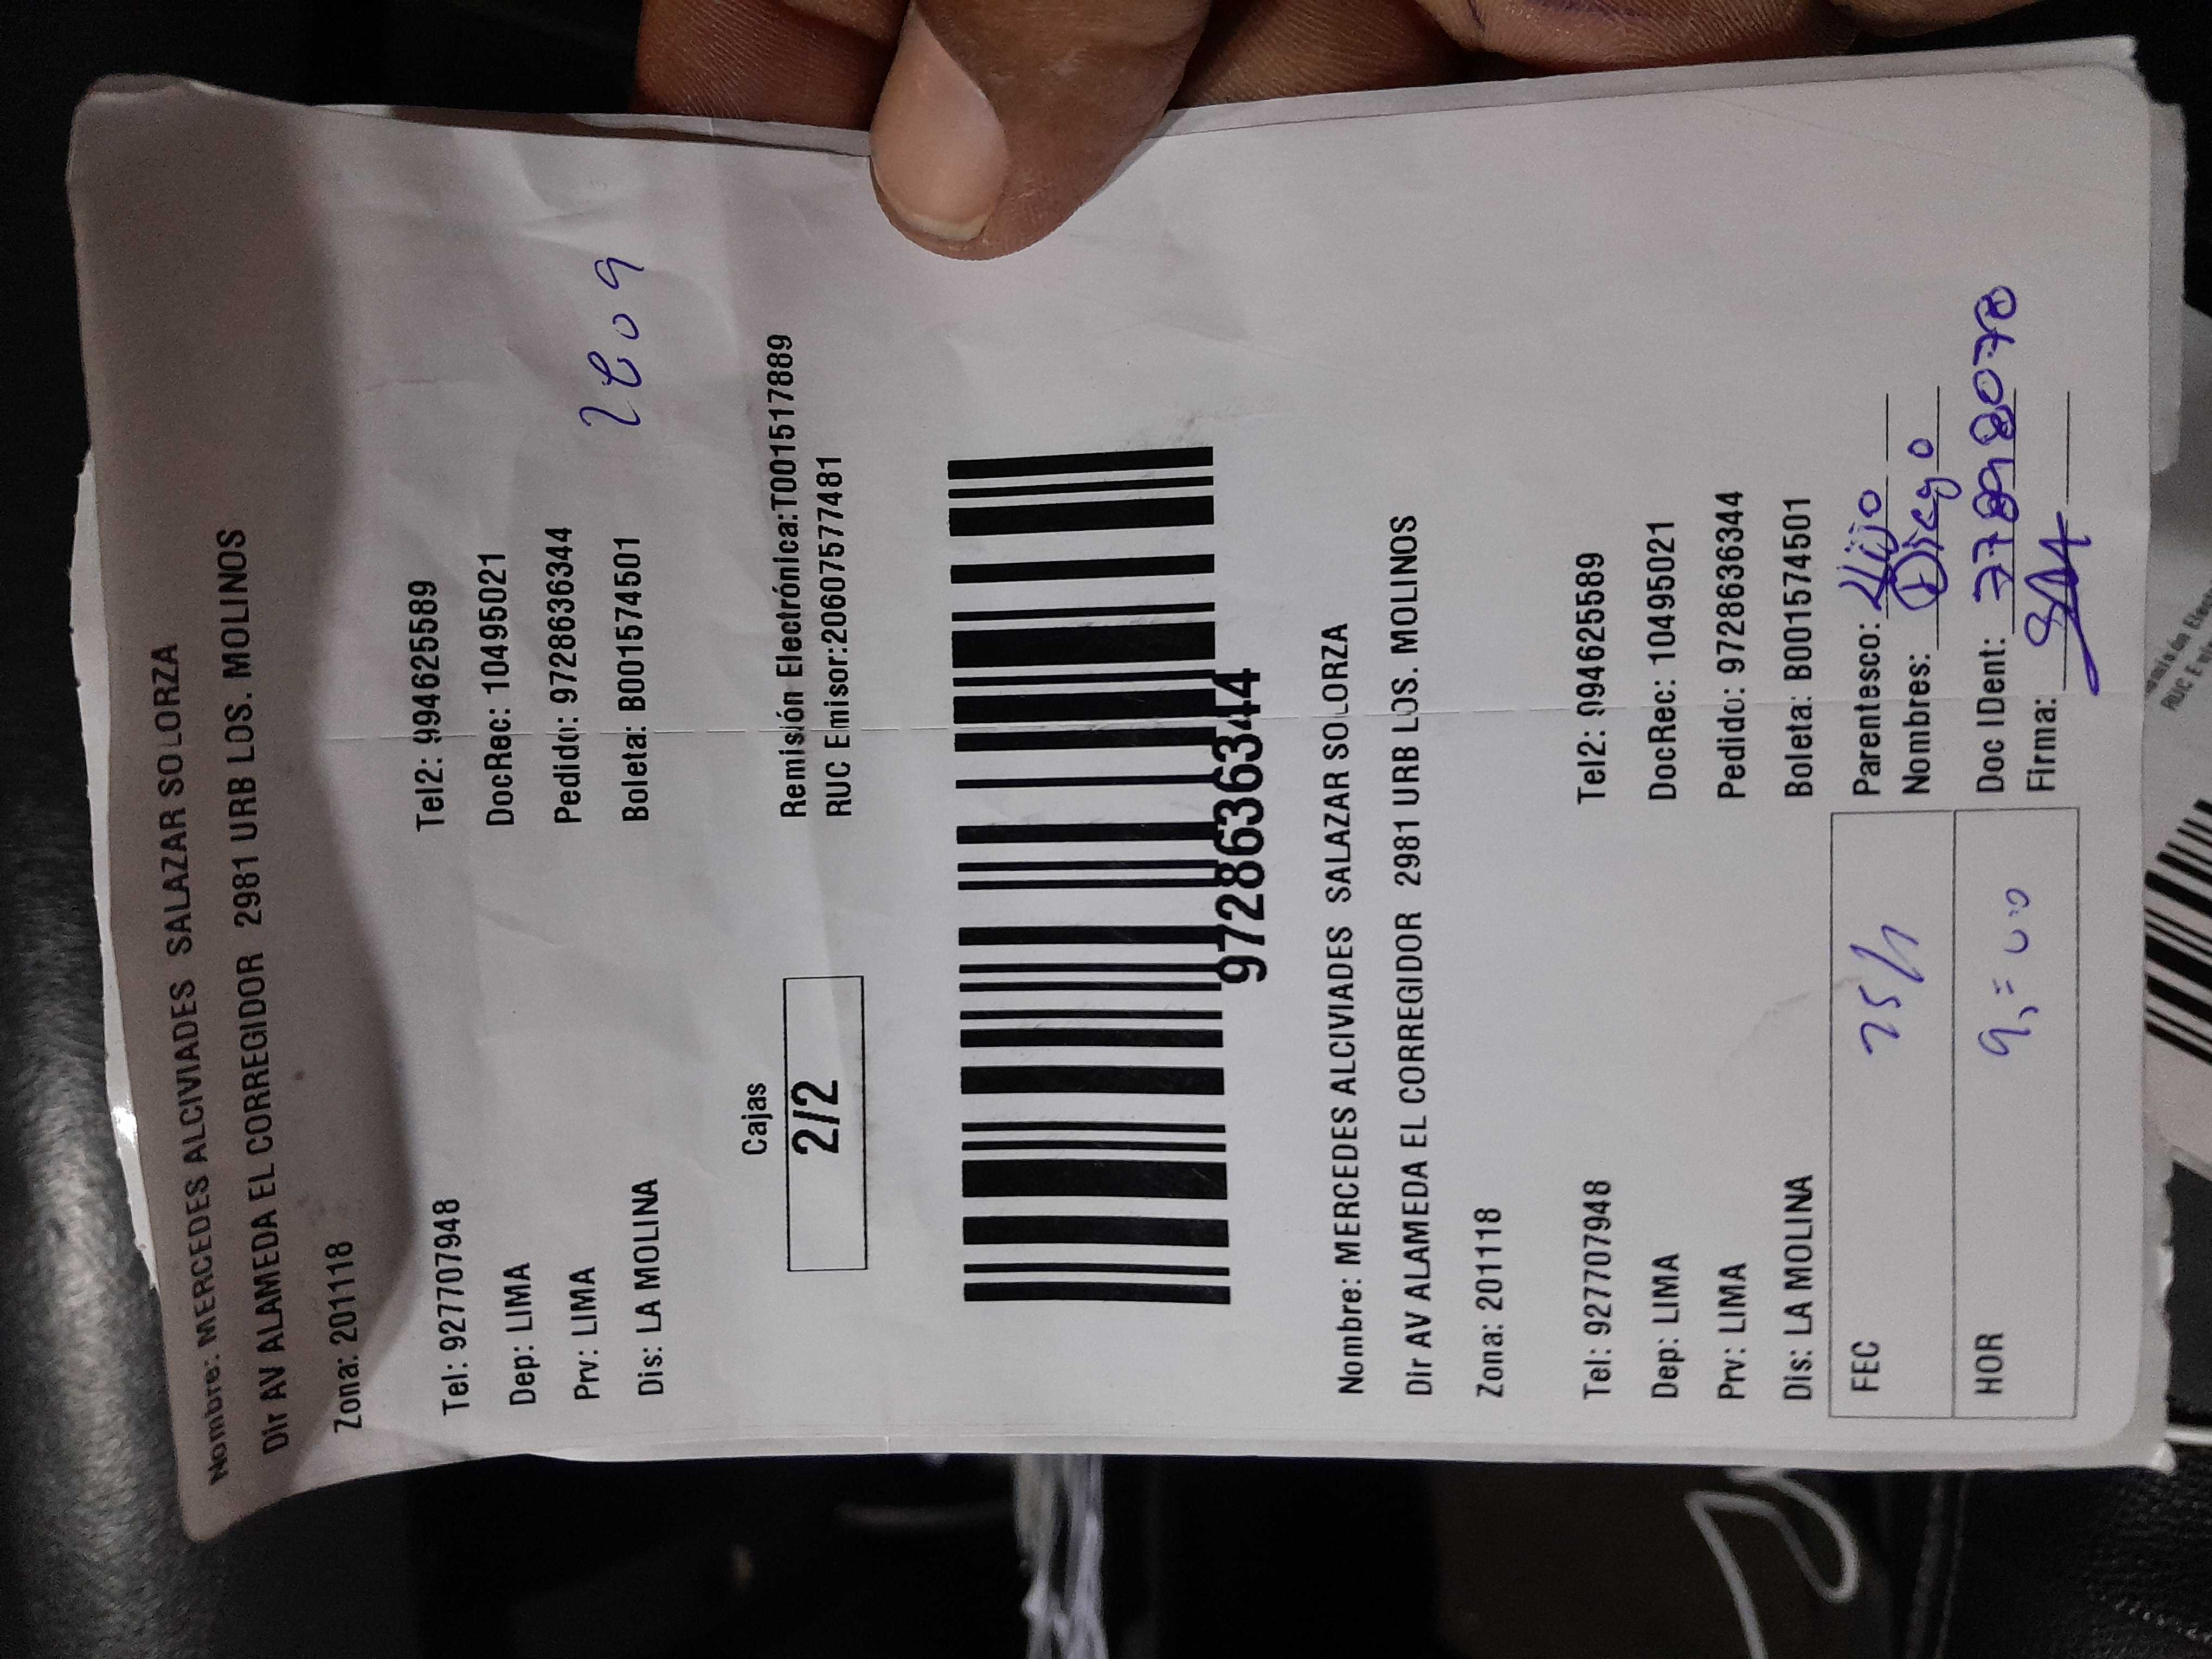 Nombre: MERCEDES ALCIVIADES SALAZAR SOLORZA
Dir AV ALAMEDA EL CORREGIDOR 2981 URB LOS. MOLINOS
Zona: 201118
Tel: 927707948 Tel2: 994625589
Dep: LIMA DocRec: 10495021
Prv: LIMA Pedido: 9728636344
Dis: LA MOLINA Boleta: B001574501
Cajas
2/2
Remisión Electrónica:T001517889
RUC Emisor:20607577481
9728636344
Nombre: MERCEDES ALCIVIADES SALAZAR SOLORZA
Dir AV ALAMEDA EL CORREGIDOR 2981 URB LOS. MOLINOS
Zona: 201118
Tel: 927707948 Tel2: 994625589
Dep: LIMA DocRec: 10495021
Prv: LIMA Pedido: 9728636344
Dis: LA MOLINA Boleta: B001574501
FEC Parentesco: Hijo
Nombres: Diego
HOR Doc IDent:
Firma: